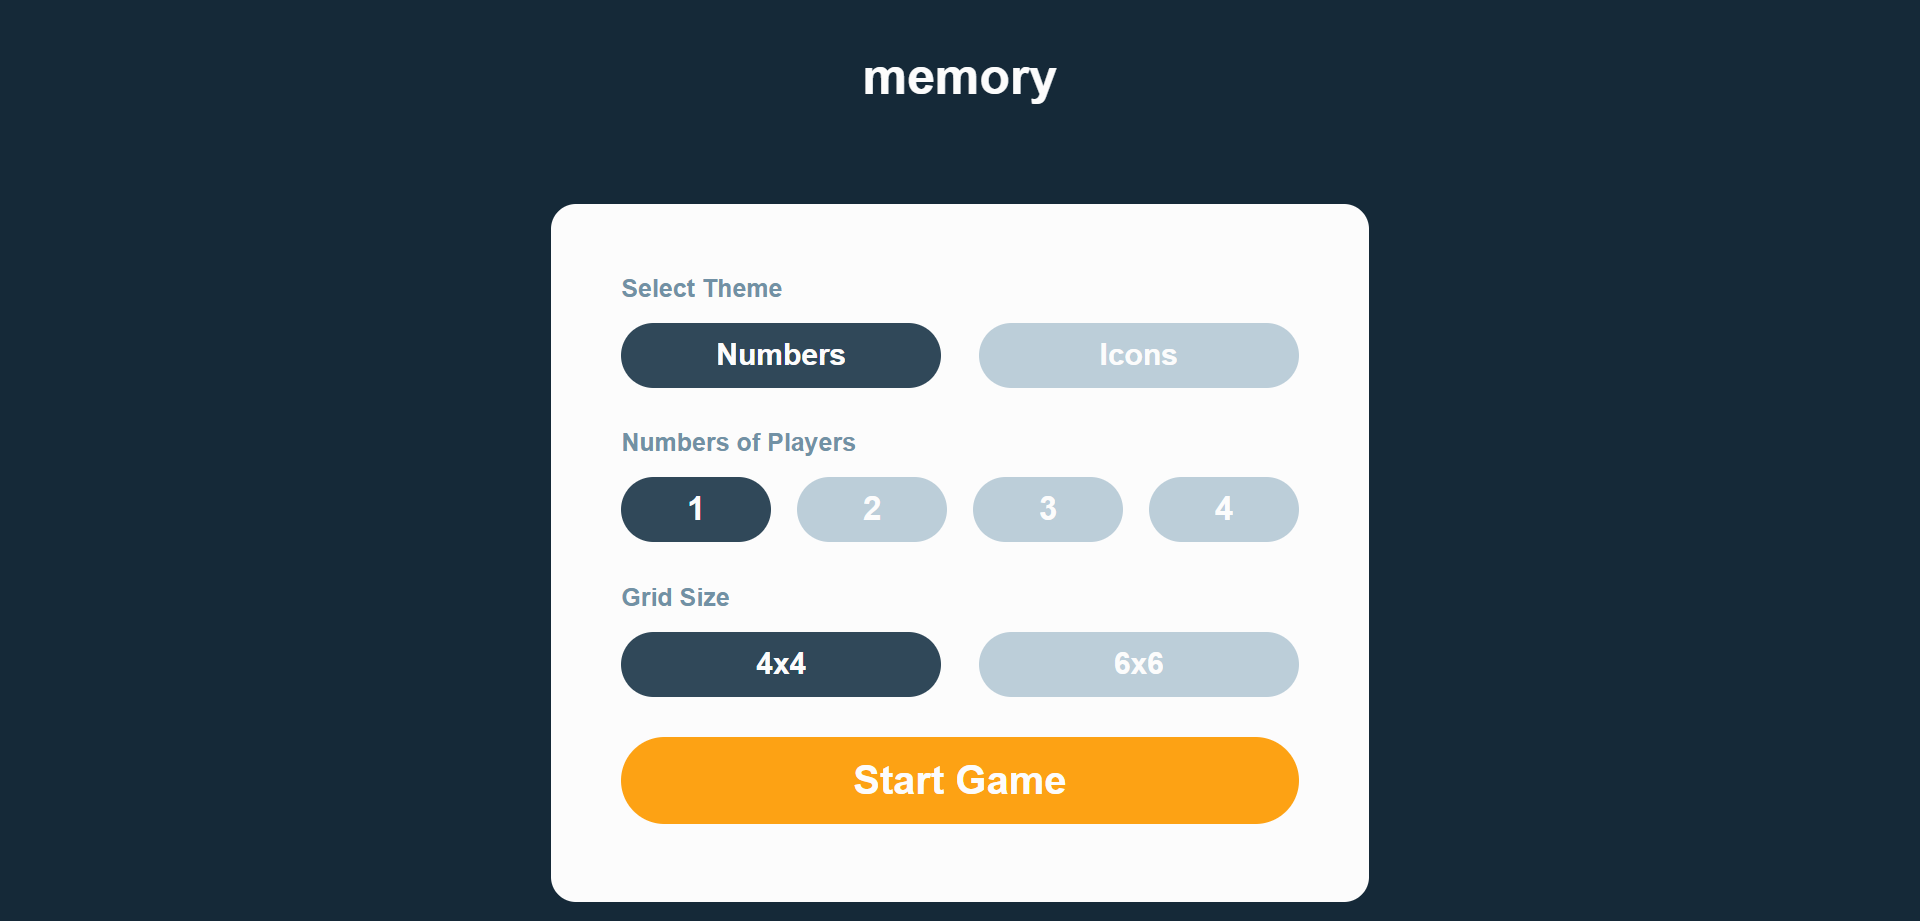 memory
Select Theme
Numbers Icons
Numbers of Players
1 2 3 4
Grid Size
4x4 6x6
Start Game